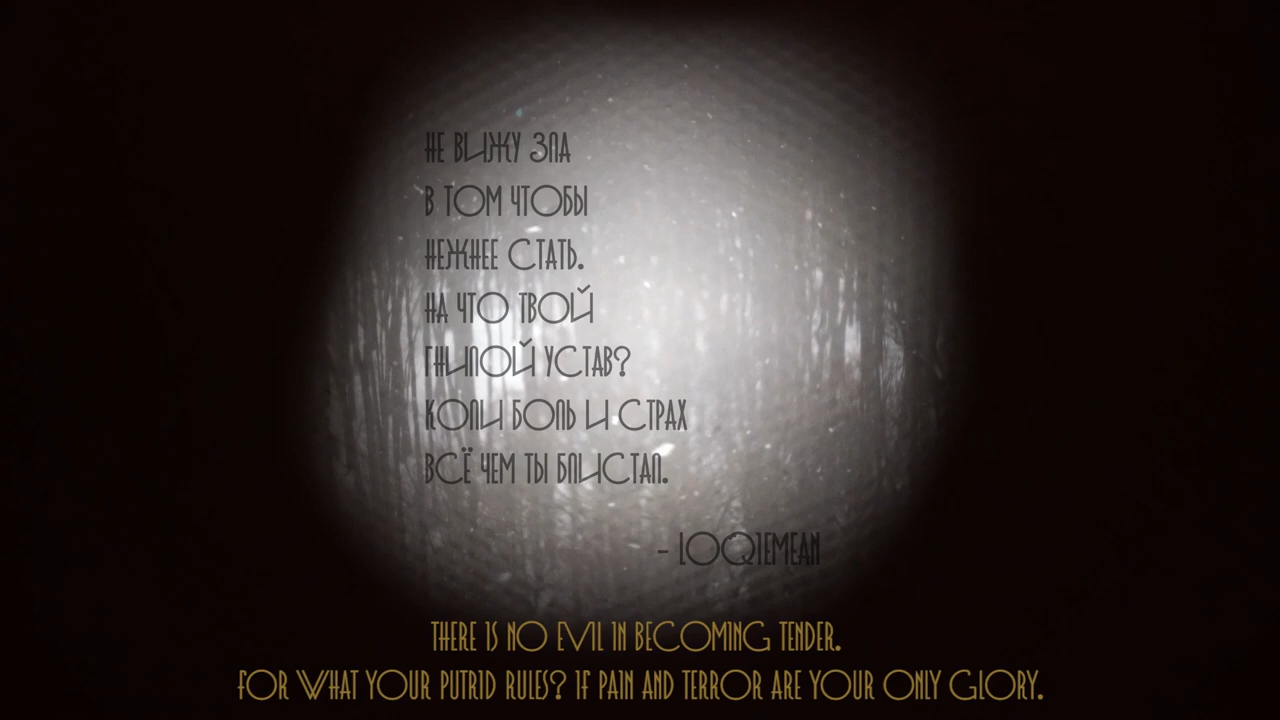 НЕ ВИЖУ ЗЛА
В ТОМ ЧТОБЫ
НЕЖНЕЕ СТАТЬ.
НА ЧТО ТВОЙ
ГНИЛОЙ УСТАВ?
КОЛИ БОЛЬ И СТРАХ
ВСЁ ЧЕМ ТЫ БЛИСТАЛ.
- LOQIEMEAN
THERE IS NO EVIL IN BECOMING TENDER.
FOR WHAT YOUR PUTRID RULES? IF PAIN AND TERROR ARE YOUR ONLY GLORY.